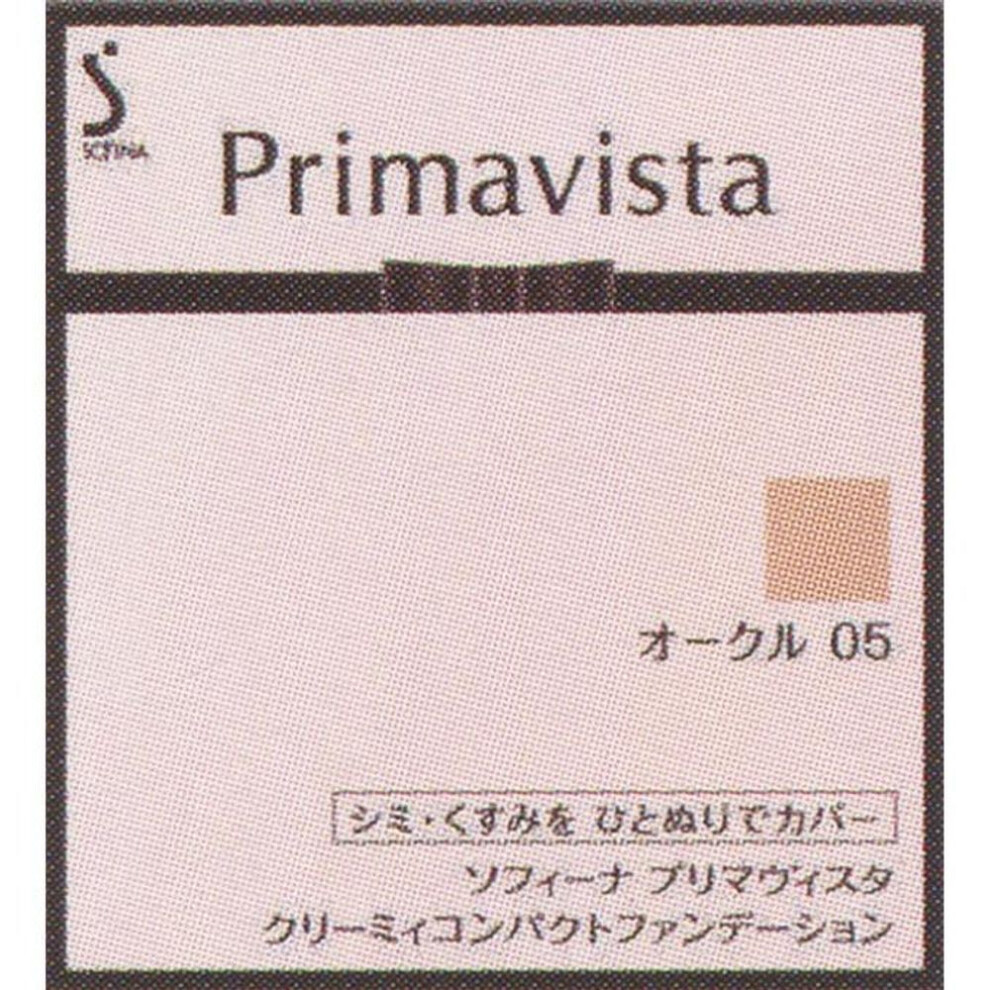 SOFINA
Primavista
オークル 05
シミ・くすみを ひとぬりでカバー
ソフィーナ プリマヴィスタ
クリーミィコンパクトファンデーション